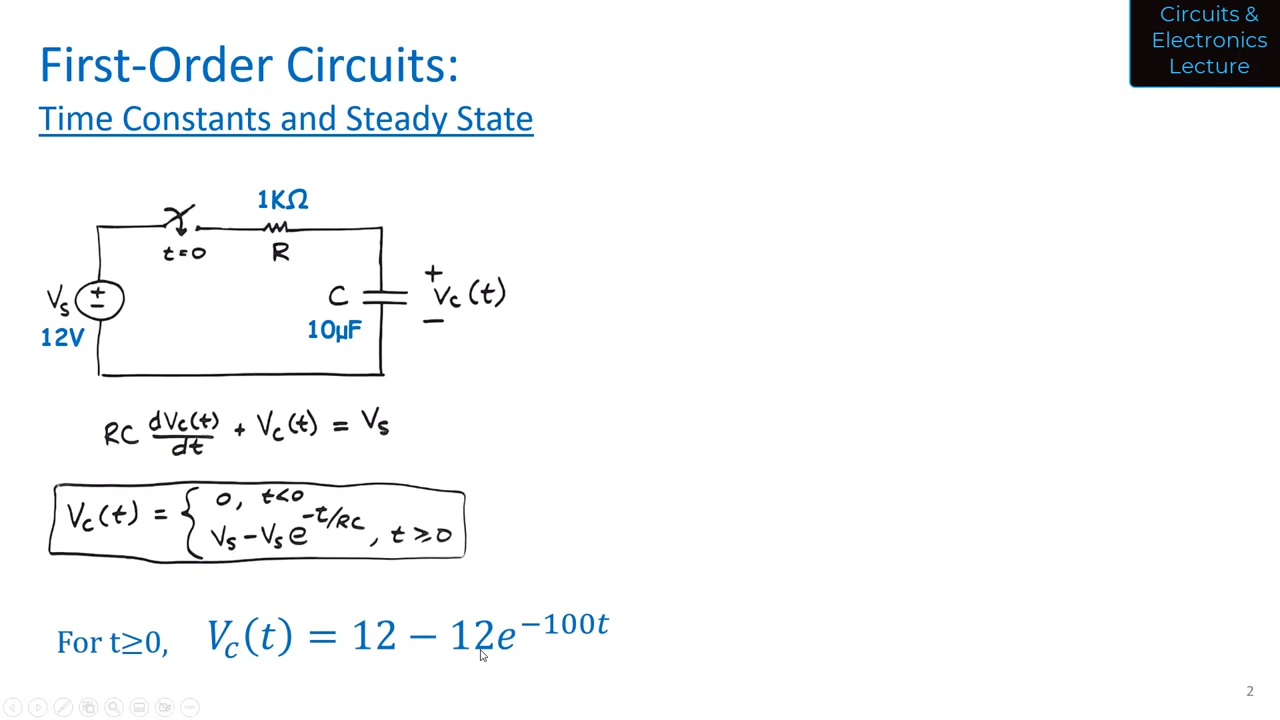 Circuits &
Electronics
Lecture
First-Order Circuits:
Time Constants and Steady State
1KΩ
t=0
R
+
Vs
+
−
12V
C
10µF
+
Vc(t)
−
RC dVc(t)/dt + Vc(t) = Vs
Vc(t) = { 0, t<0
Vs − Vs e^(-t/RC), t ≥ 0
For t≥0, Vc(t) = 12 − 12e^(−100t)
2